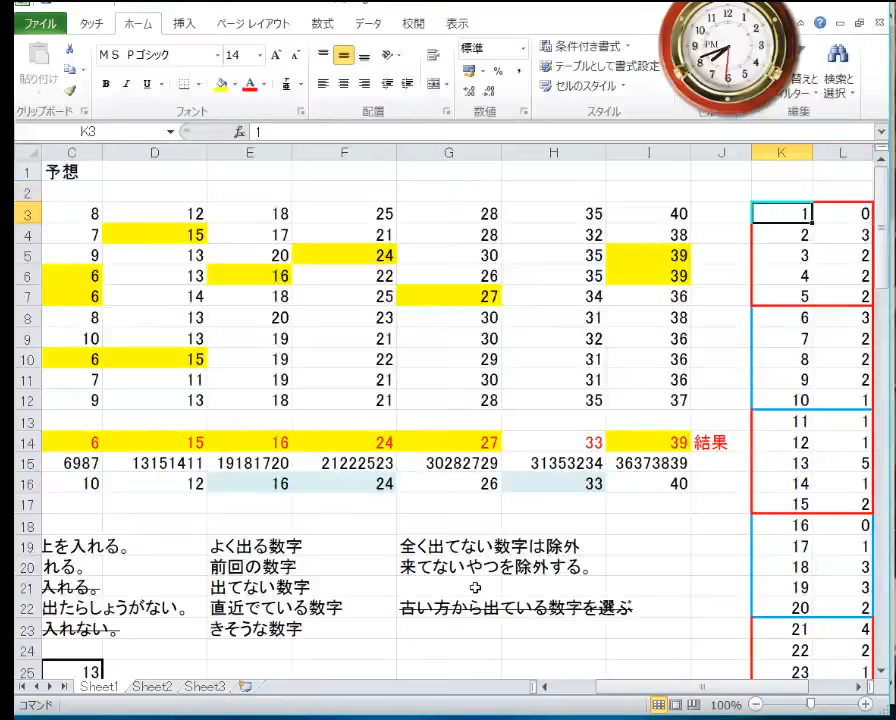 ファイル タッチ ホーム 挿入 ページ レイアウト 数式 データ 校閲 表示
ＭＳ Ｐゴシック 14 標準 条件付き書式
貼り付け テーブルとして書式設定 替えと 検索と
B I U A % , セルのスタイル ルター 選択
クリップボード フォント 配置 数値 スタイル 編集
K3 fx 1
C D E F G H I J K L
1 予想
2
3 8 12 18 25 28 35 40 1 0
4 7 15 17 21 28 32 38 2 3
5 9 13 20 24 30 35 39 3 2
6 6 13 16 22 26 35 39 4 2
7 6 14 18 25 27 34 36 5 2
8 8 13 20 23 30 31 38 6 3
9 10 13 19 21 30 32 36 7 2
10 6 15 19 22 29 31 36 8 2
11 7 11 19 21 30 31 36 9 2
12 9 13 18 21 28 35 37 10 1
13 11 1
14 6 15 16 24 27 33 39 結果 12 1
15 6987 13151411 19181720 21222523 30282729 31353234 36373839 13 5
16 10 12 16 24 26 33 40 14 1
17 15 2
18 16 0
19 上を入れる。 よく出る数字 全く出てない数字は除外 17 1
20 れる。 前回の数字 来てないやつを除外する。 18 3
21 入れる。 出てない数字 19 3
22 出たらしょうがない。 直近でている数字 古い方から出ている数字を選ぶ 20 2
23 入れない。 きそうな数字 21 4
24 22 2
25 13 23 1
Sheet1 Sheet2 Sheet3
コマンド 100%